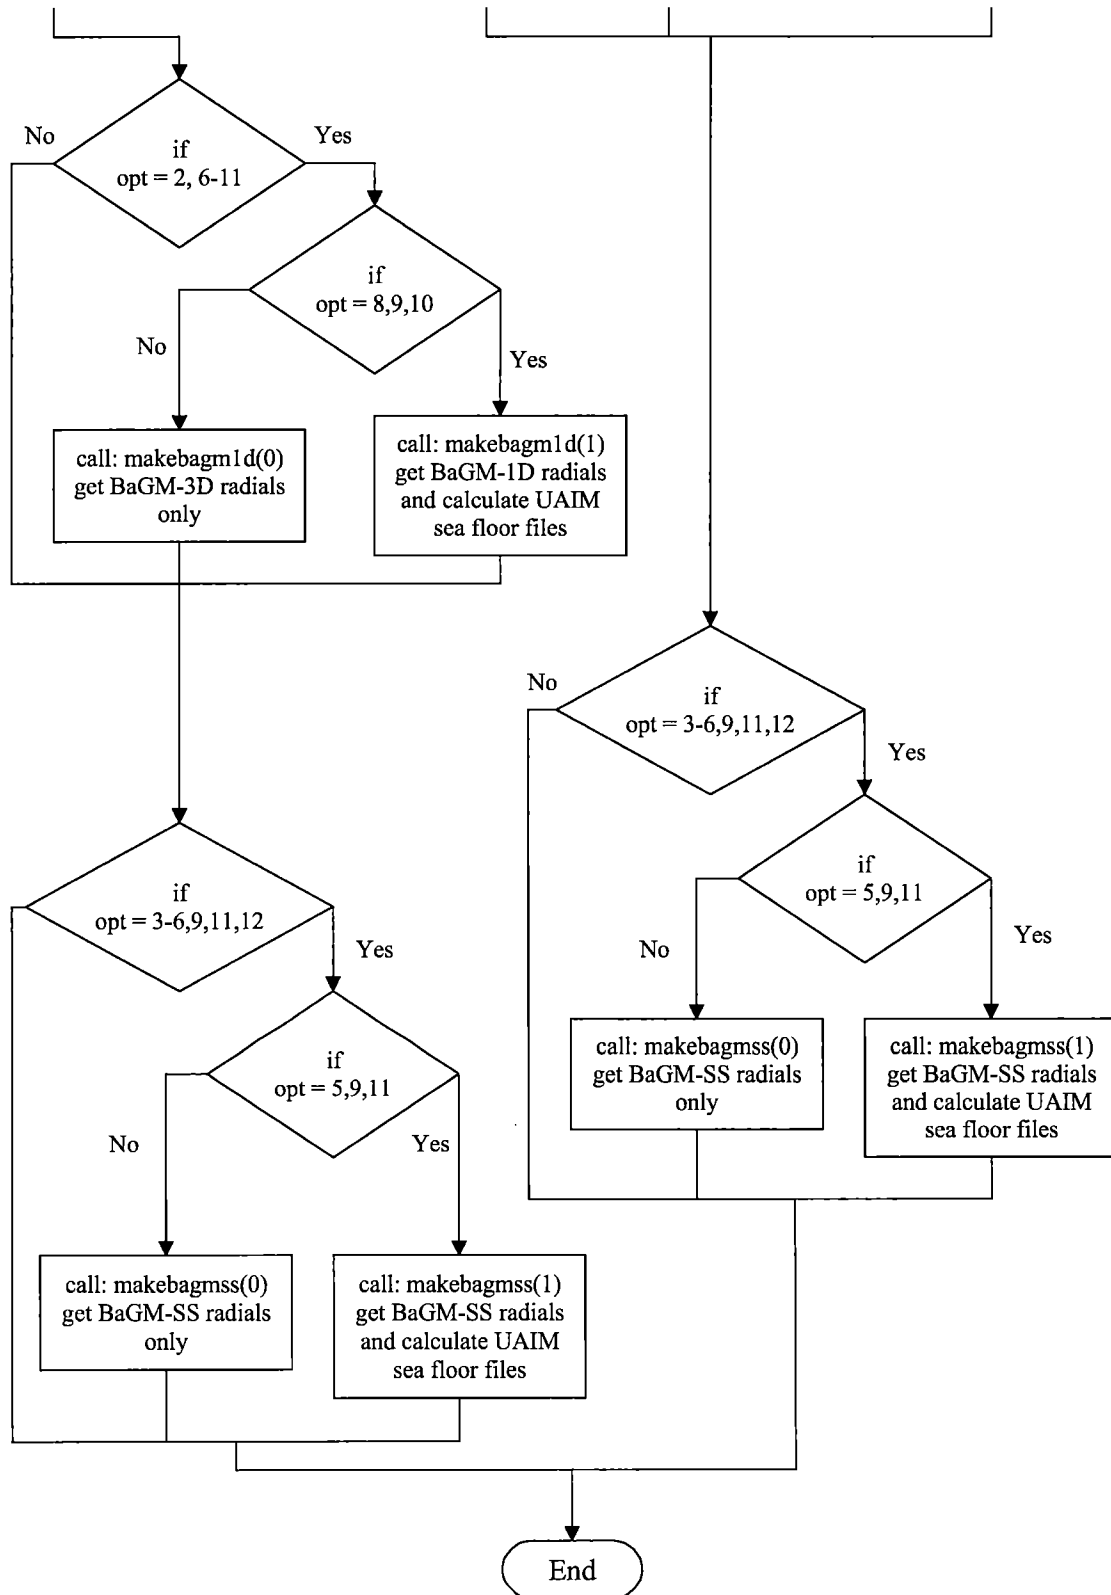 No
Yes
if
opt = 2, 6-11
if
opt = 8,9,10
No
Yes
call: makebagm1d(0)
get BaGM-3D radials
only
call: makebagm1d(1)
get BaGM-1D radials
and calculate UAIM
sea floor files
No
if
opt = 3-6,9,11,12
Yes
if
opt = 5,9,11
No
Yes
call: makebagmss(0)
get BaGM-SS radials
only
call: makebagmss(1)
get BaGM-SS radials
and calculate UAIM
sea floor files
if
opt = 3-6,9,11,12
Yes
if
opt = 5,9,11
No
Yes
call: makebagmss(0)
get BaGM-SS radials
only
call: makebagmss(1)
get BaGM-SS radials
and calculate UAIM
sea floor files
End